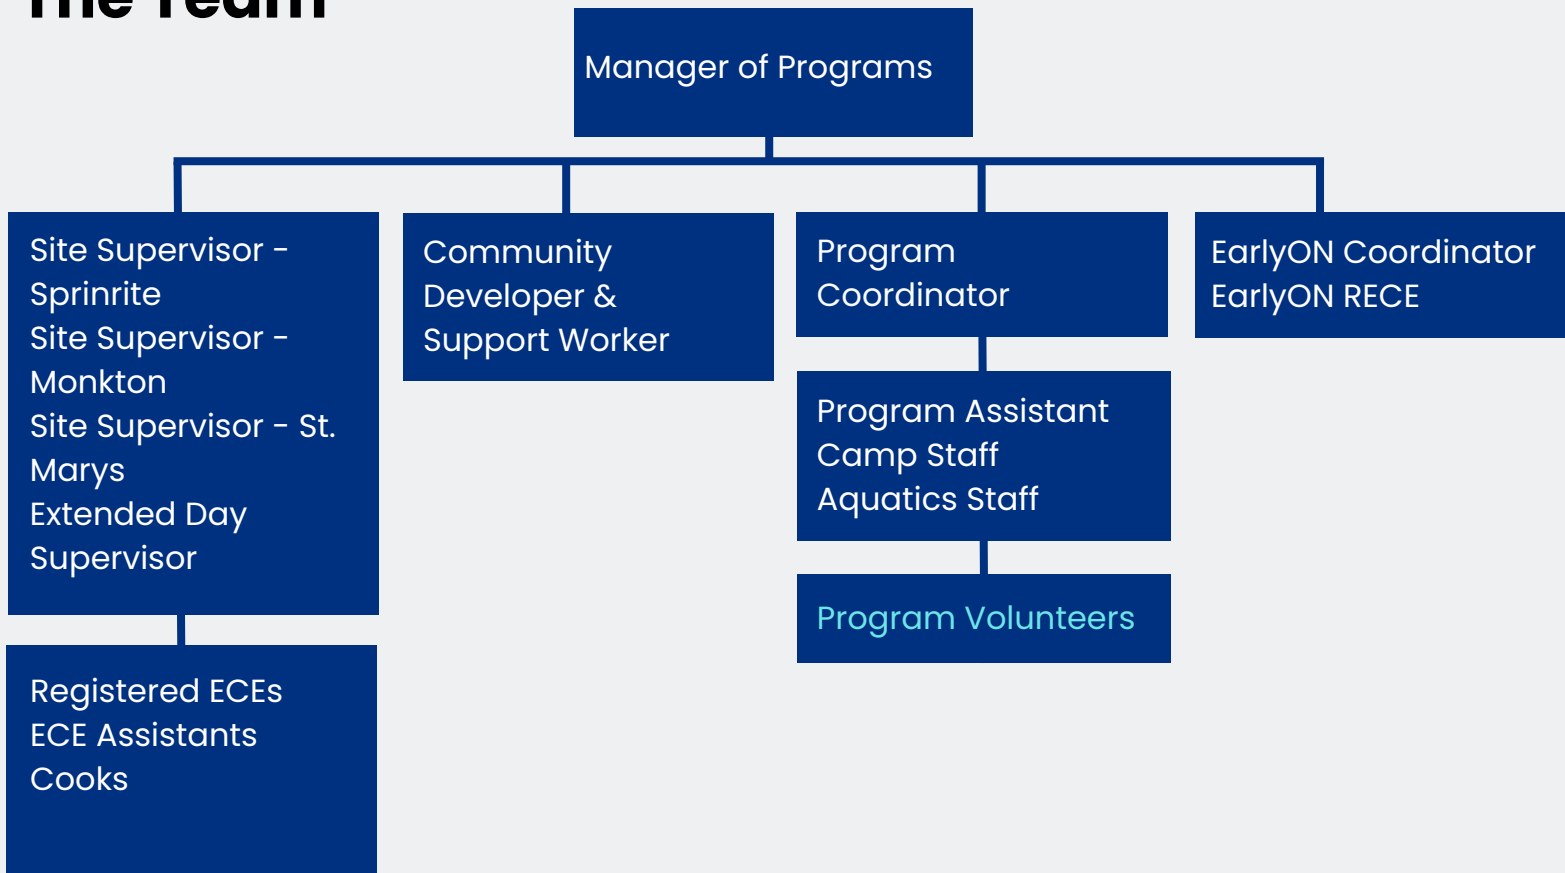 The Team
Manager of Programs
Site Supervisor -
Sprinrite
Site Supervisor -
Monkton
Site Supervisor - St.
Marys
Extended Day
Supervisor
Community
Developer &
Support Worker
Program
Coordinator
EarlyON Coordinator
EarlyON RECE
Program Assistant
Camp Staff
Aquatics Staff
Program Volunteers
Registered ECEs
ECE Assistants
Cooks